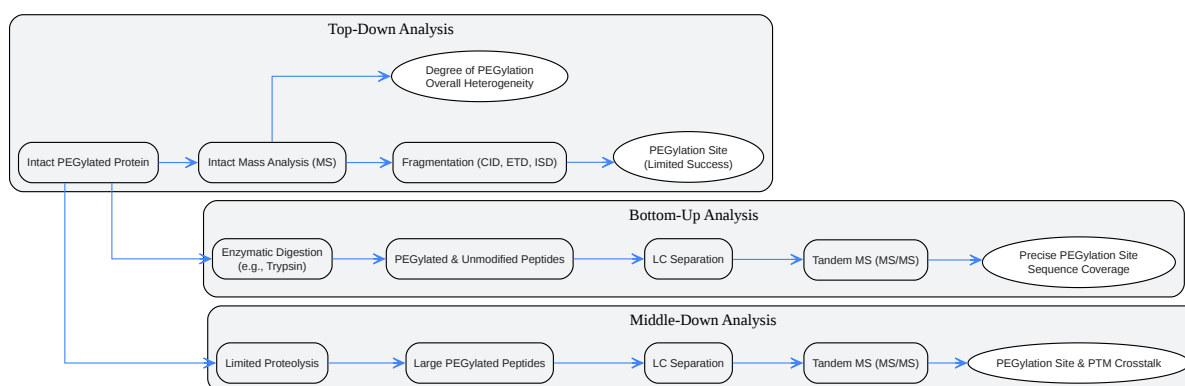 Top-Down Analysis
Degree of PEGylation
Overall Heterogeneity
Intact PEGylated Protein
Intact Mass Analysis (MS)
Fragmentation (CID, ETD, ISD)
PEGylation Site
(Limited Success)
Bottom-Up Analysis
Enzymatic Digestion
(e.g., Trypsin)
PEGylated & Unmodified Peptides
LC Separation
Tandem MS (MS/MS)
Precise PEGylation Site
Sequence Coverage
Middle-Down Analysis
Limited Proteolysis
Large PEGylated Peptides
LC Separation
Tandem MS (MS/MS)
PEGylation Site & PTM Crosstalk